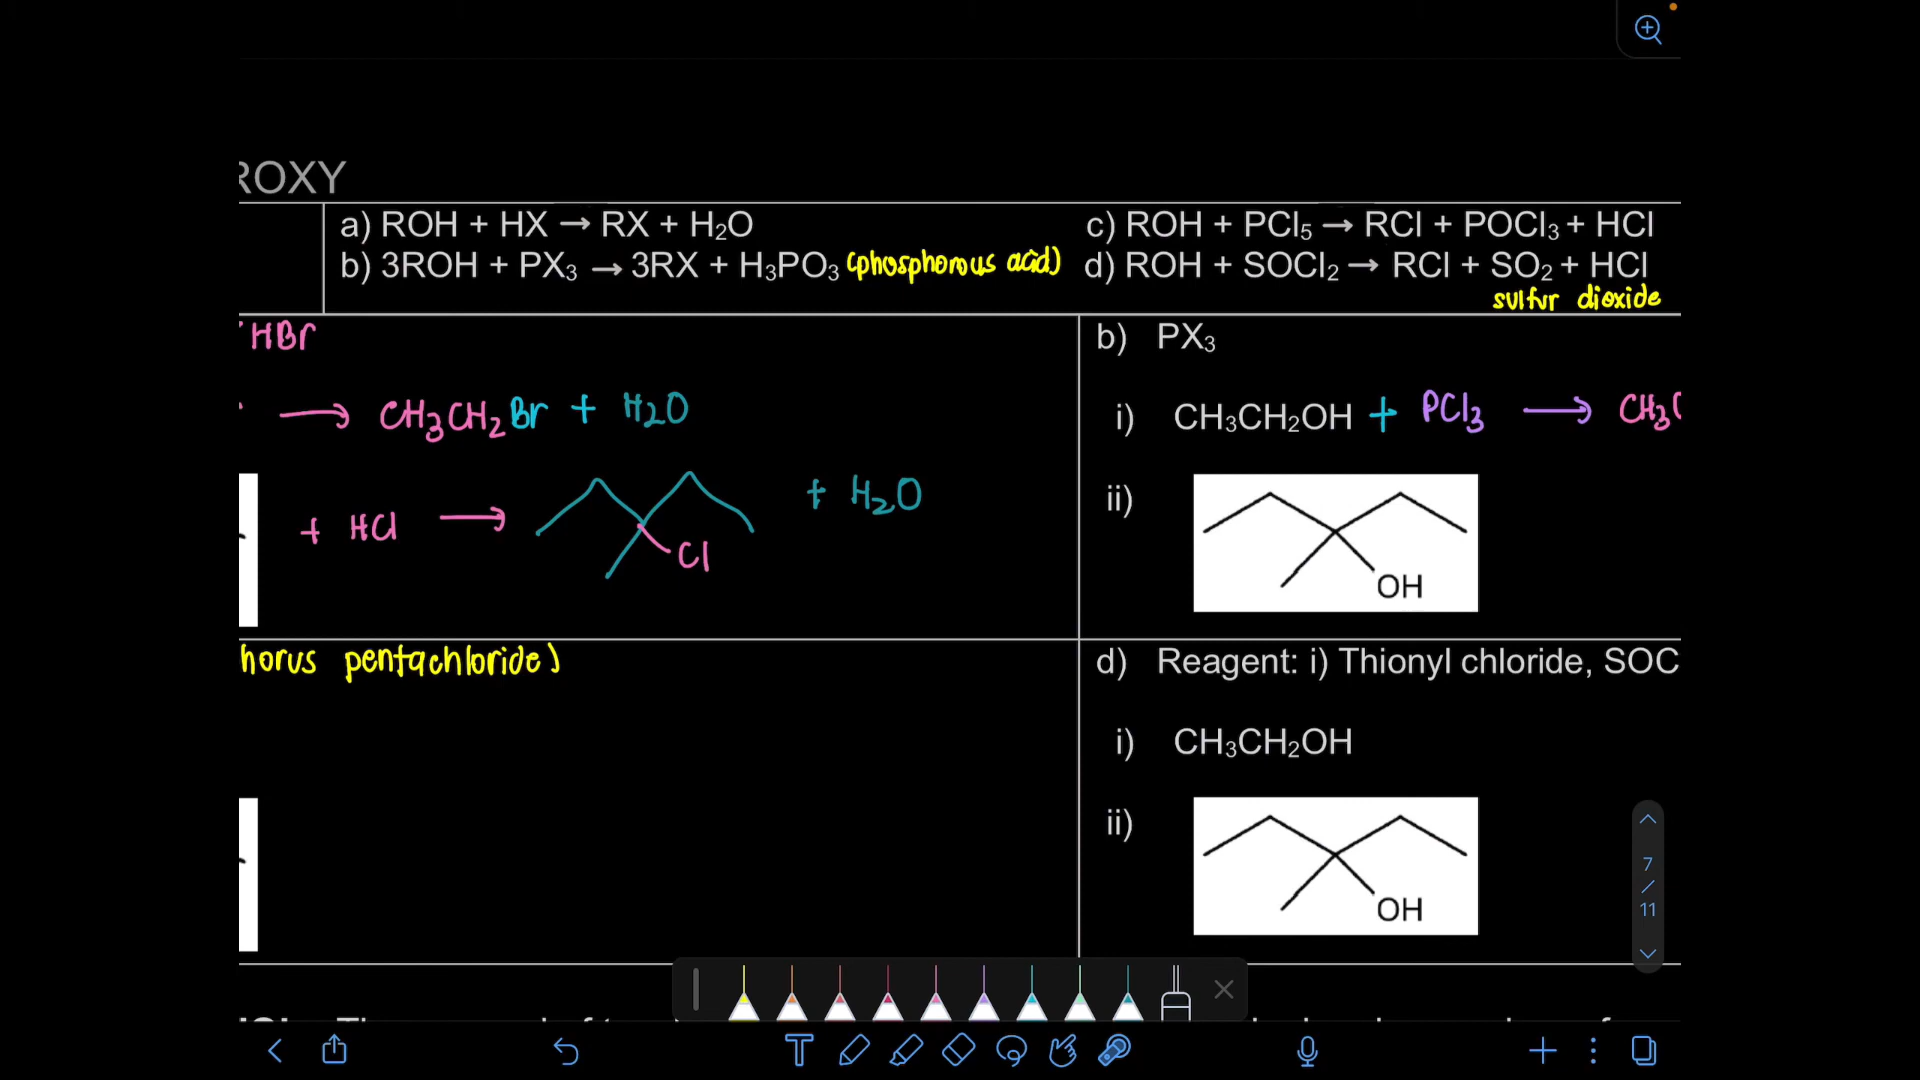 ROXY
a) ROH + HX → RX + H₂O
b) 3ROH + PX₃ → 3RX + H₃PO₃ (phosphorous acid)
c) ROH + PCl₅ → RCl + POCl₃ + HCl
d) ROH + SOCl₂ → RCl + SO₂ + HCl
sulfur dioxide
HBr
→ CH₃CH₂Br + H₂O
+ HCl →
Cl
+ H₂O
b) PX₃
i) CH₃CH₂OH + PCl₃ → CH₃C
ii)
OH
horus pentachloride)
d) Reagent: i) Thionyl chloride, SOC
i) CH₃CH₂OH
ii)
OH
7
/
11
T